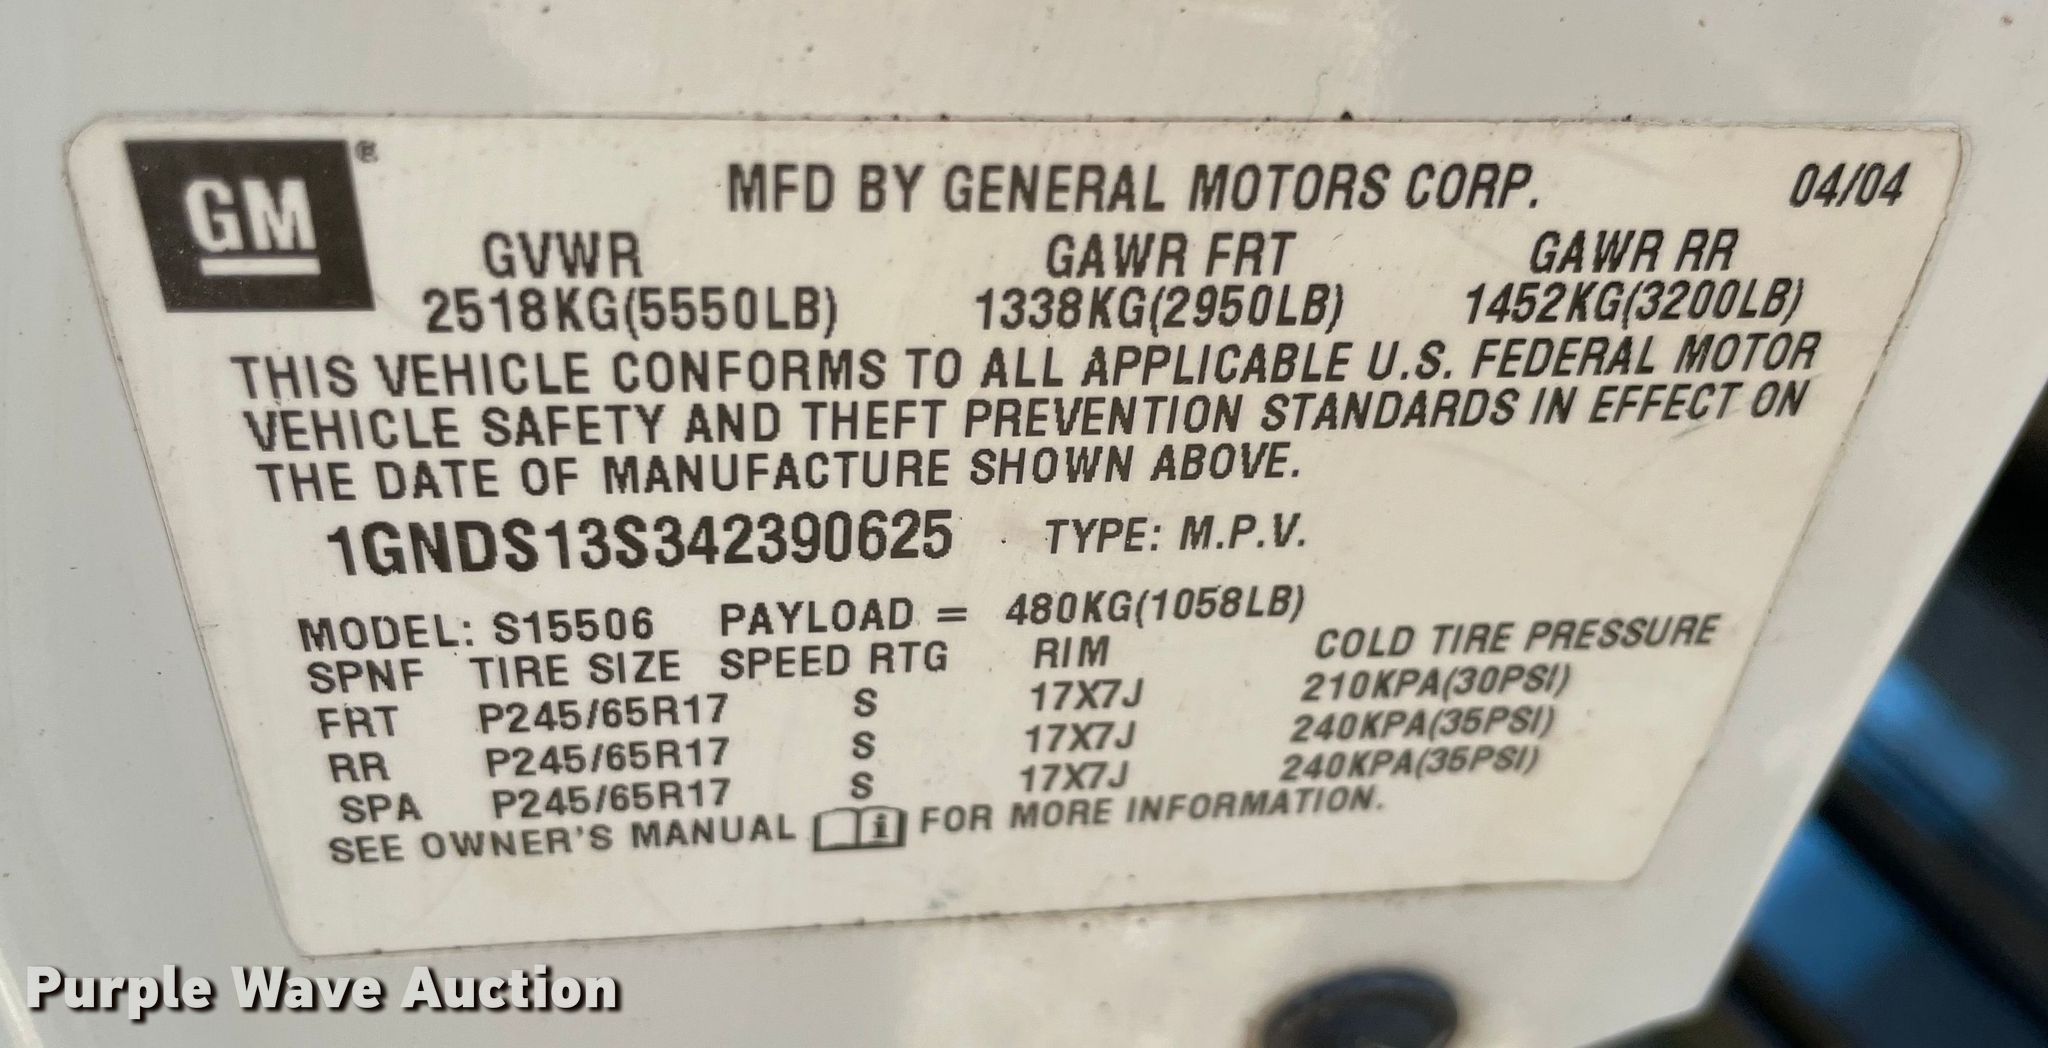 GM ®
MFD BY GENERAL MOTORS CORP. 04/04
GVWR GAWR FRT GAWR RR
2518KG(5550LB) 1338KG(2950LB) 1452KG(3200LB)
THIS VEHICLE CONFORMS TO ALL APPLICABLE U.S. FEDERAL MOTOR
VEHICLE SAFETY AND THEFT PREVENTION STANDARDS IN EFFECT ON
THE DATE OF MANUFACTURE SHOWN ABOVE.
1GNDS13S342390625 TYPE: M.P.V.
MODEL: S15506 PAYLOAD = 480KG(1058LB)
SPNF TIRE SIZE SPEED RTG RIM COLD TIRE PRESSURE
FRT P245/65R17 S 17X7J 210KPA(30PSI)
RR P245/65R17 S 17X7J 240KPA(35PSI)
SPA P245/65R17 S 17X7J 240KPA(35PSI)
SEE OWNER'S MANUAL i FOR MORE INFORMATION.
Purple Wave Auction